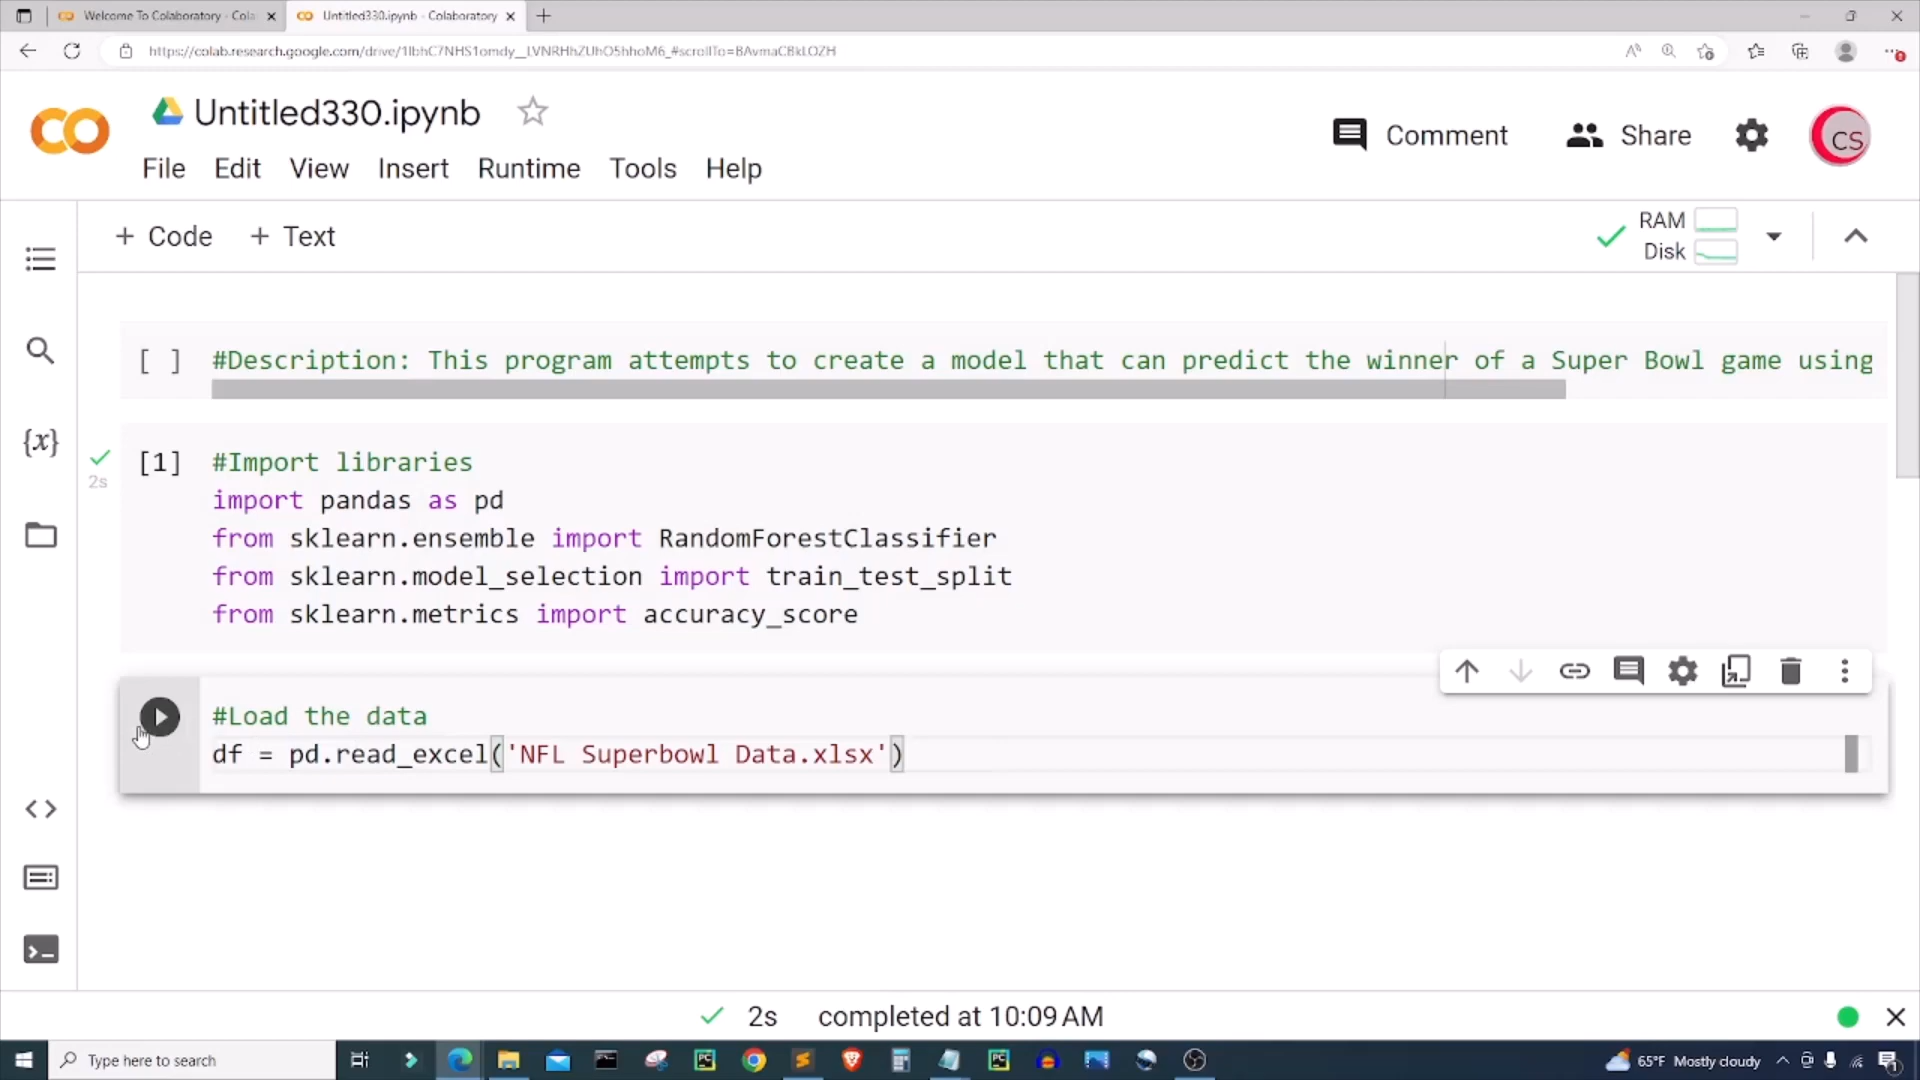 Welcome To Colaboratory - Cola
Untitled330.ipynb - Colaboratory
Untitled330.ipynb
Comment
Share
CS
File Edit View Insert Runtime Tools Help
+ Code + Text
RAM
Disk
[ ] #Description: This program attempts to create a model that can predict the winner of a Super Bowl game using
[1] #Import libraries
2s
import pandas as pd
from sklearn.ensemble import RandomForestClassifier
from sklearn.model_selection import train_test_split
from sklearn.metrics import accuracy_score
#Load the data
df = pd.read_excel('NFL Superbowl Data.xlsx')
{x}
2s completed at 10:09 AM
Type here to search
65°F Mostly cloudy